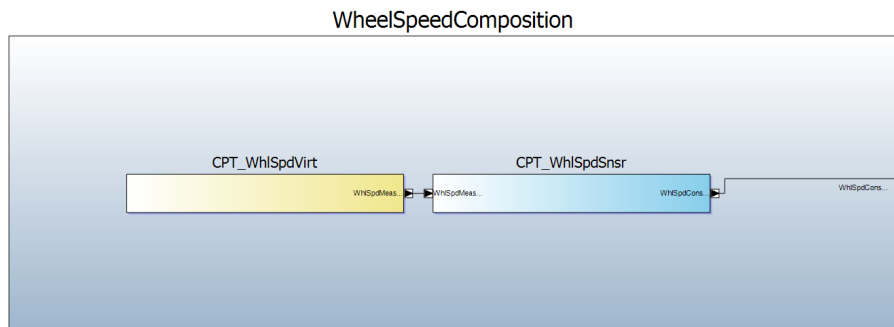 WheelSpeedComposition
CPT_WhlSpdVirt
CPT_WhlSpdSnsr
WhlSpdMeas...
WhlSpdMeas...
WhlSpdCons...
WhlSpdCons...